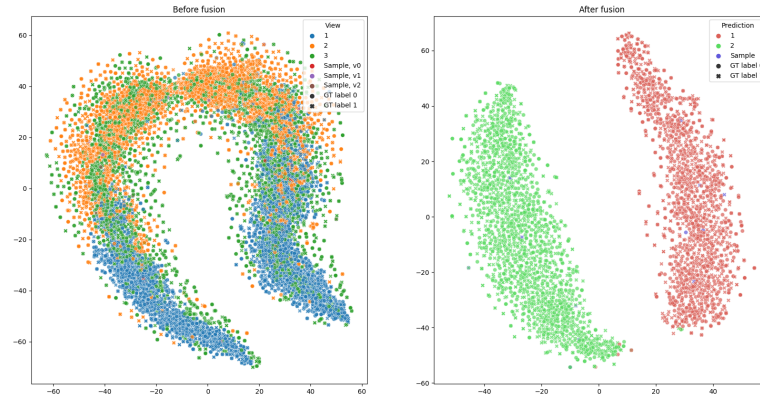 Before fusion
View
1
2
3
Sample, v0
Sample, v1
Sample, v2
GT label 0
GT label 1
60
40
20
0
−20
−40
−60
−60
−40
−20
0
20
40
60
After fusion
Prediction
1
2
Sample
GT label
GT label
60
40
20
0
−20
−40
−60
−40
−20
0
20
40